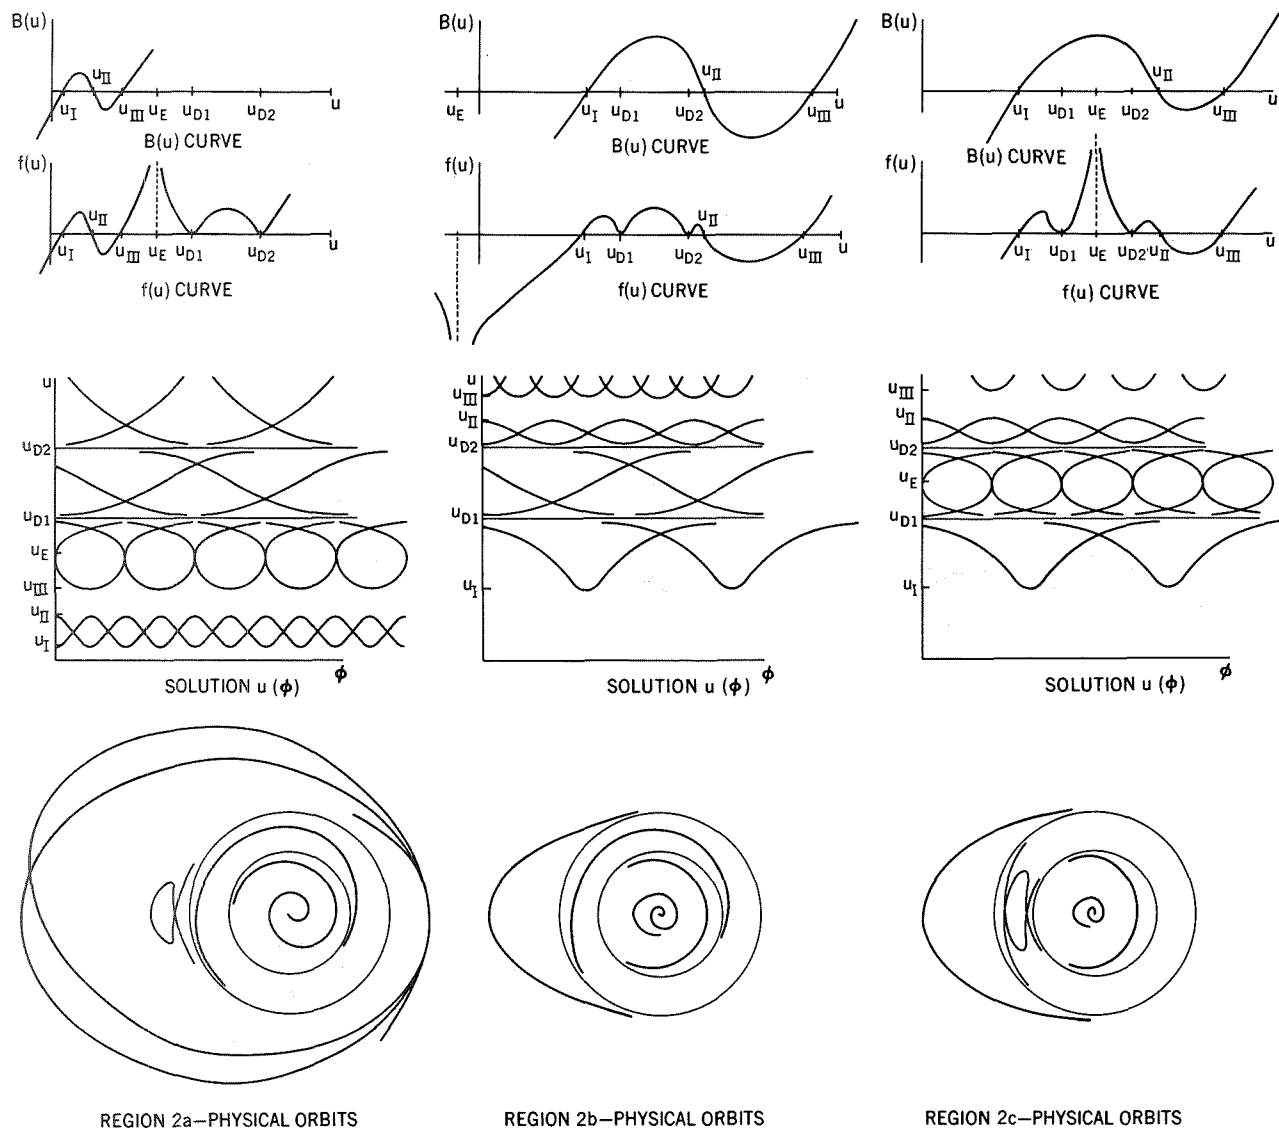 B(u)
u_II
u_I
u_III
u_E
u_D1
u_D2
u
B(u) CURVE
f(u)
u_II
u_I
u_III
u_E
u_D1
u_D2
u
f(u) CURVE
u
u_D2
u_D1
u_E
u_III
u_II
u_I
ϕ
SOLUTION u (ϕ)
REGION 2a—PHYSICAL ORBITS
B(u)
u_II
u_E
u_I
u_D1
u_D2
u_III
u
B(u) CURVE
f(u)
u_II
u_I
u_D1
u_D2
u_III
u
f(u) CURVE
u
u_III
u_II
u_D2
u_D1
u_I
ϕ
SOLUTION u (ϕ)
REGION 2b—PHYSICAL ORBITS
B(u)
u_II
u_I
u_D1
u_E
u_D2
u_III
u
B(u) CURVE
f(u)
u_I
u_D1
u_E
u_D2
u_II
u_III
u
f(u) CURVE
u_III
u_II
u_D2
u_E
u_D1
u_I
ϕ
SOLUTION u (ϕ)
REGION 2c—PHYSICAL ORBITS